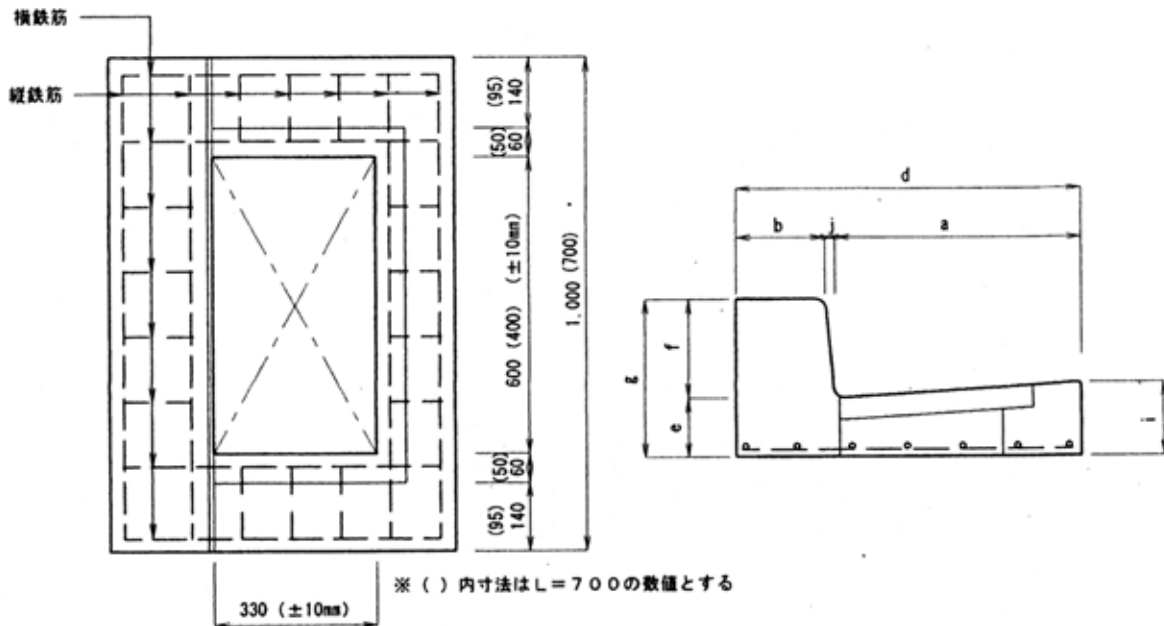 横鉄筋
縦鉄筋
(95)
140
(50)
60
600 (400) (±10mm)
1,000 (700)
(50)
60
(95)
140
330 (±10mm)
※( )内寸法はL=700の数値とする
d
b
j
a
g
f
e
i